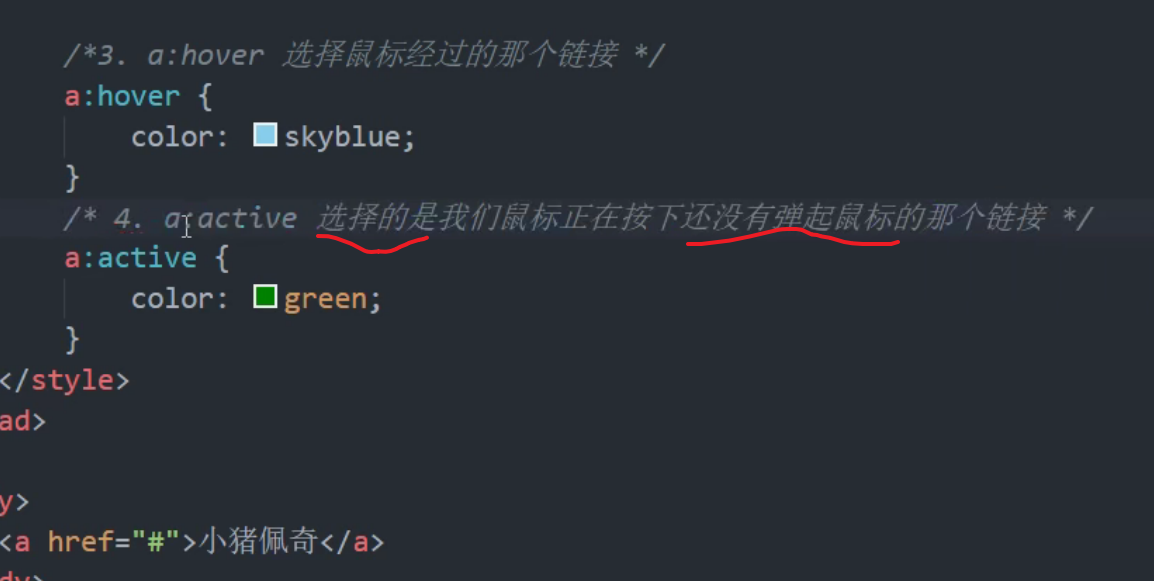 /*3. a:hover 选择鼠标经过的那个链接 */
a:hover {
color: skyblue;
}
/* 4. a:active 选择的是我们鼠标正在按下还没有弹起鼠标的那个链接 */
a:active {
color: green;
}
</style>
ad>
y>
<a href="#">小猪佩奇</a>
dy>